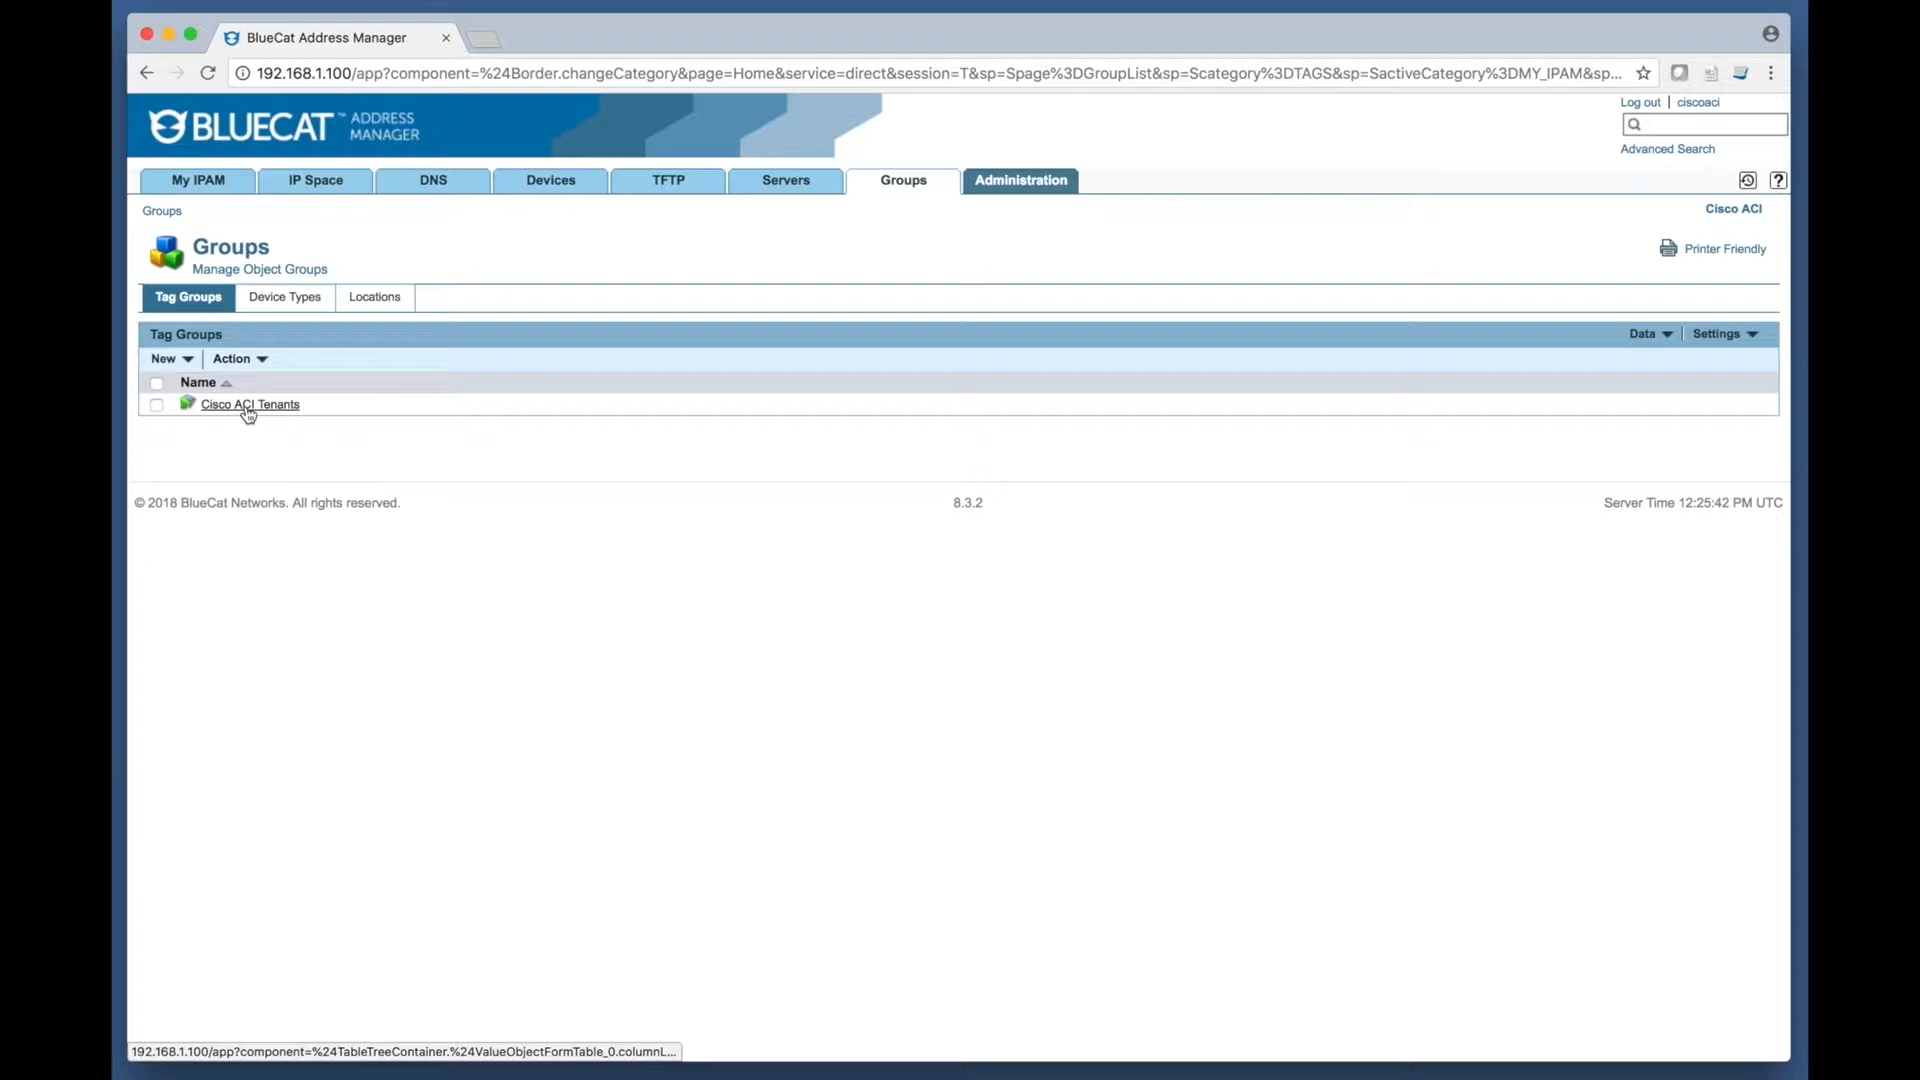 BlueCat Address Manager
192.168.1.100/app?component=%24Border.changeCategory&page=Home&service=direct&session=T&sp=Spage%3DGroupList&sp=Scategory%3DTAGS&sp=SactiveCategory%3DMY_IPAM&sp...
Log out | ciscoaci
BLUECAT™ ADDRESS
MANAGER
Advanced Search
My IPAM IP Space DNS Devices TFTP Servers Groups Administration ?
Groups Cisco ACI
Groups
Manage Object Groups
Printer Friendly
Tag Groups Device Types Locations
Tag Groups Data Settings
New Action
Name
Cisco ACI Tenants
© 2018 BlueCat Networks. All rights reserved. 8.3.2 Server Time 12:25:42 PM UTC
192.168.1.100/app?component=%24TableTreeContainer.%24ValueObjectFormTable_0.columnL...